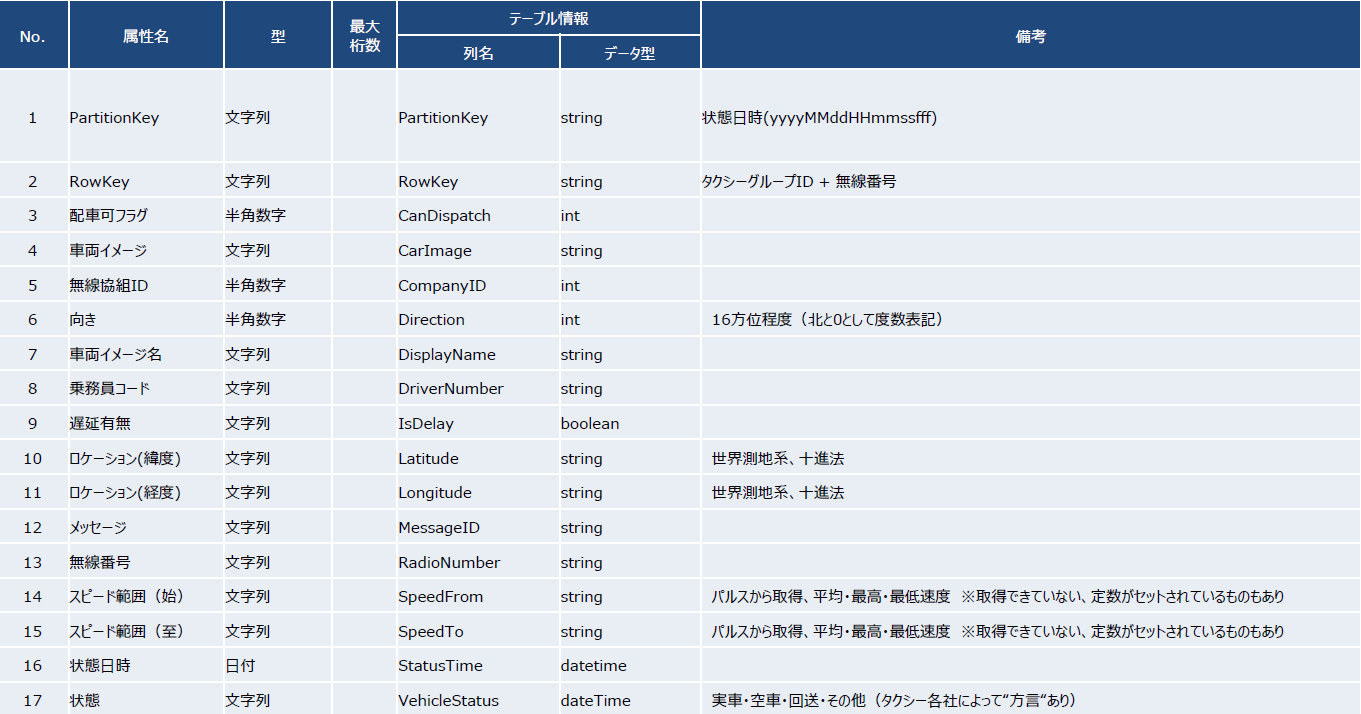 No. 属性名 型 最大桁数 テーブル情報 備考
列名 データ型
1 PartitionKey 文字列 PartitionKey string 状態日時(yyyyMMddHHmmssfff)
2 RowKey 文字列 RowKey string タクシーグループID + 無線番号
3 配車可フラグ 半角数字 CanDispatch int
4 車両イメージ 文字列 CarImage string
5 無線協組ID 半角数字 CompanyID int
6 向き 半角数字 Direction int 16方位程度（北と0として度数表記）
7 車両イメージ名 文字列 DisplayName string
8 乗務員コード 文字列 DriverNumber string
9 遅延有無 文字列 IsDelay boolean
10 ロケーション(緯度) 文字列 Latitude string 世界測地系、十進法
11 ロケーション(経度) 文字列 Longitude string 世界測地系、十進法
12 メッセージ 文字列 MessageID string
13 無線番号 文字列 RadioNumber string
14 スピード範囲（始） 文字列 SpeedFrom string パルスから取得、平均・最高・最低速度 ※取得できていない、定数がセットされているものもあり
15 スピード範囲（至） 文字列 SpeedTo string パルスから取得、平均・最高・最低速度 ※取得できていない、定数がセットされているものもあり
16 状態日時 日付 StatusTime datetime
17 状態 文字列 VehicleStatus dateTime 実車・空車・回送・その他（タクシー各社によって“方言“あり）